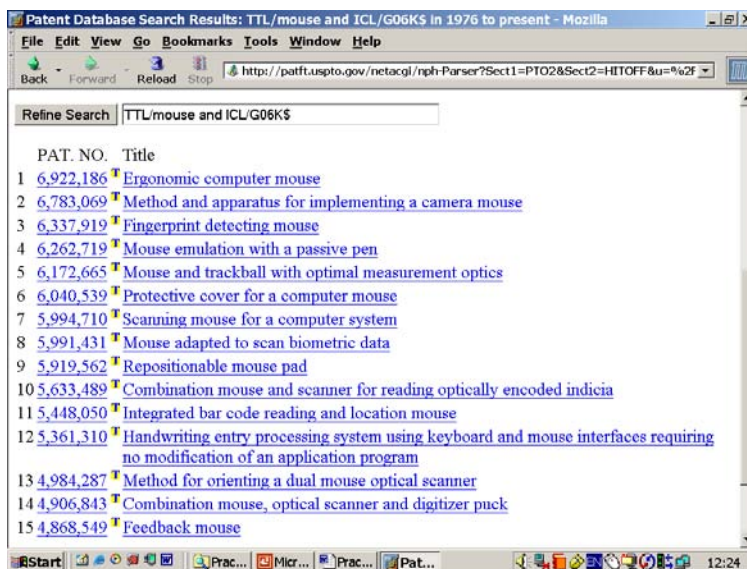 Patent Database Search Results: TTL/mouse and ICL/G06K$ in 1976 to present - Mozilla
File Edit View Go Bookmarks Tools Window Help
Back Forward Reload Stop http://patft.uspto.gov/netacgi/nph-Parser?Sect1=PTO2&Sect2=HITOFF&u=%2F
Refine Search TTL/mouse and ICL/G06K$
PAT. NO. Title
1 6,922,186 T Ergonomic computer mouse
2 6,783,069 T Method and apparatus for implementing a camera mouse
3 6,337,919 T Fingerprint detecting mouse
4 6,262,719 T Mouse emulation with a passive pen
5 6,172,665 T Mouse and trackball with optimal measurement optics
6 6,040,539 T Protective cover for a computer mouse
7 5,994,710 T Scanning mouse for a computer system
8 5,991,431 T Mouse adapted to scan biometric data
9 5,919,562 T Repositionable mouse pad
10 5,633,489 T Combination mouse and scanner for reading optically encoded indicia
11 5,448,050 T Integrated bar code reading and location mouse
12 5,361,310 T Handwriting entry processing system using keyboard and mouse interfaces requiring
no modification of an application program
13 4,984,287 T Method for orienting a dual mouse optical scanner
14 4,906,843 T Combination mouse, optical scanner and digitizer puck
15 4,868,549 T Feedback mouse
Start Prac... Micr... Prac... Pat... EN 12:24